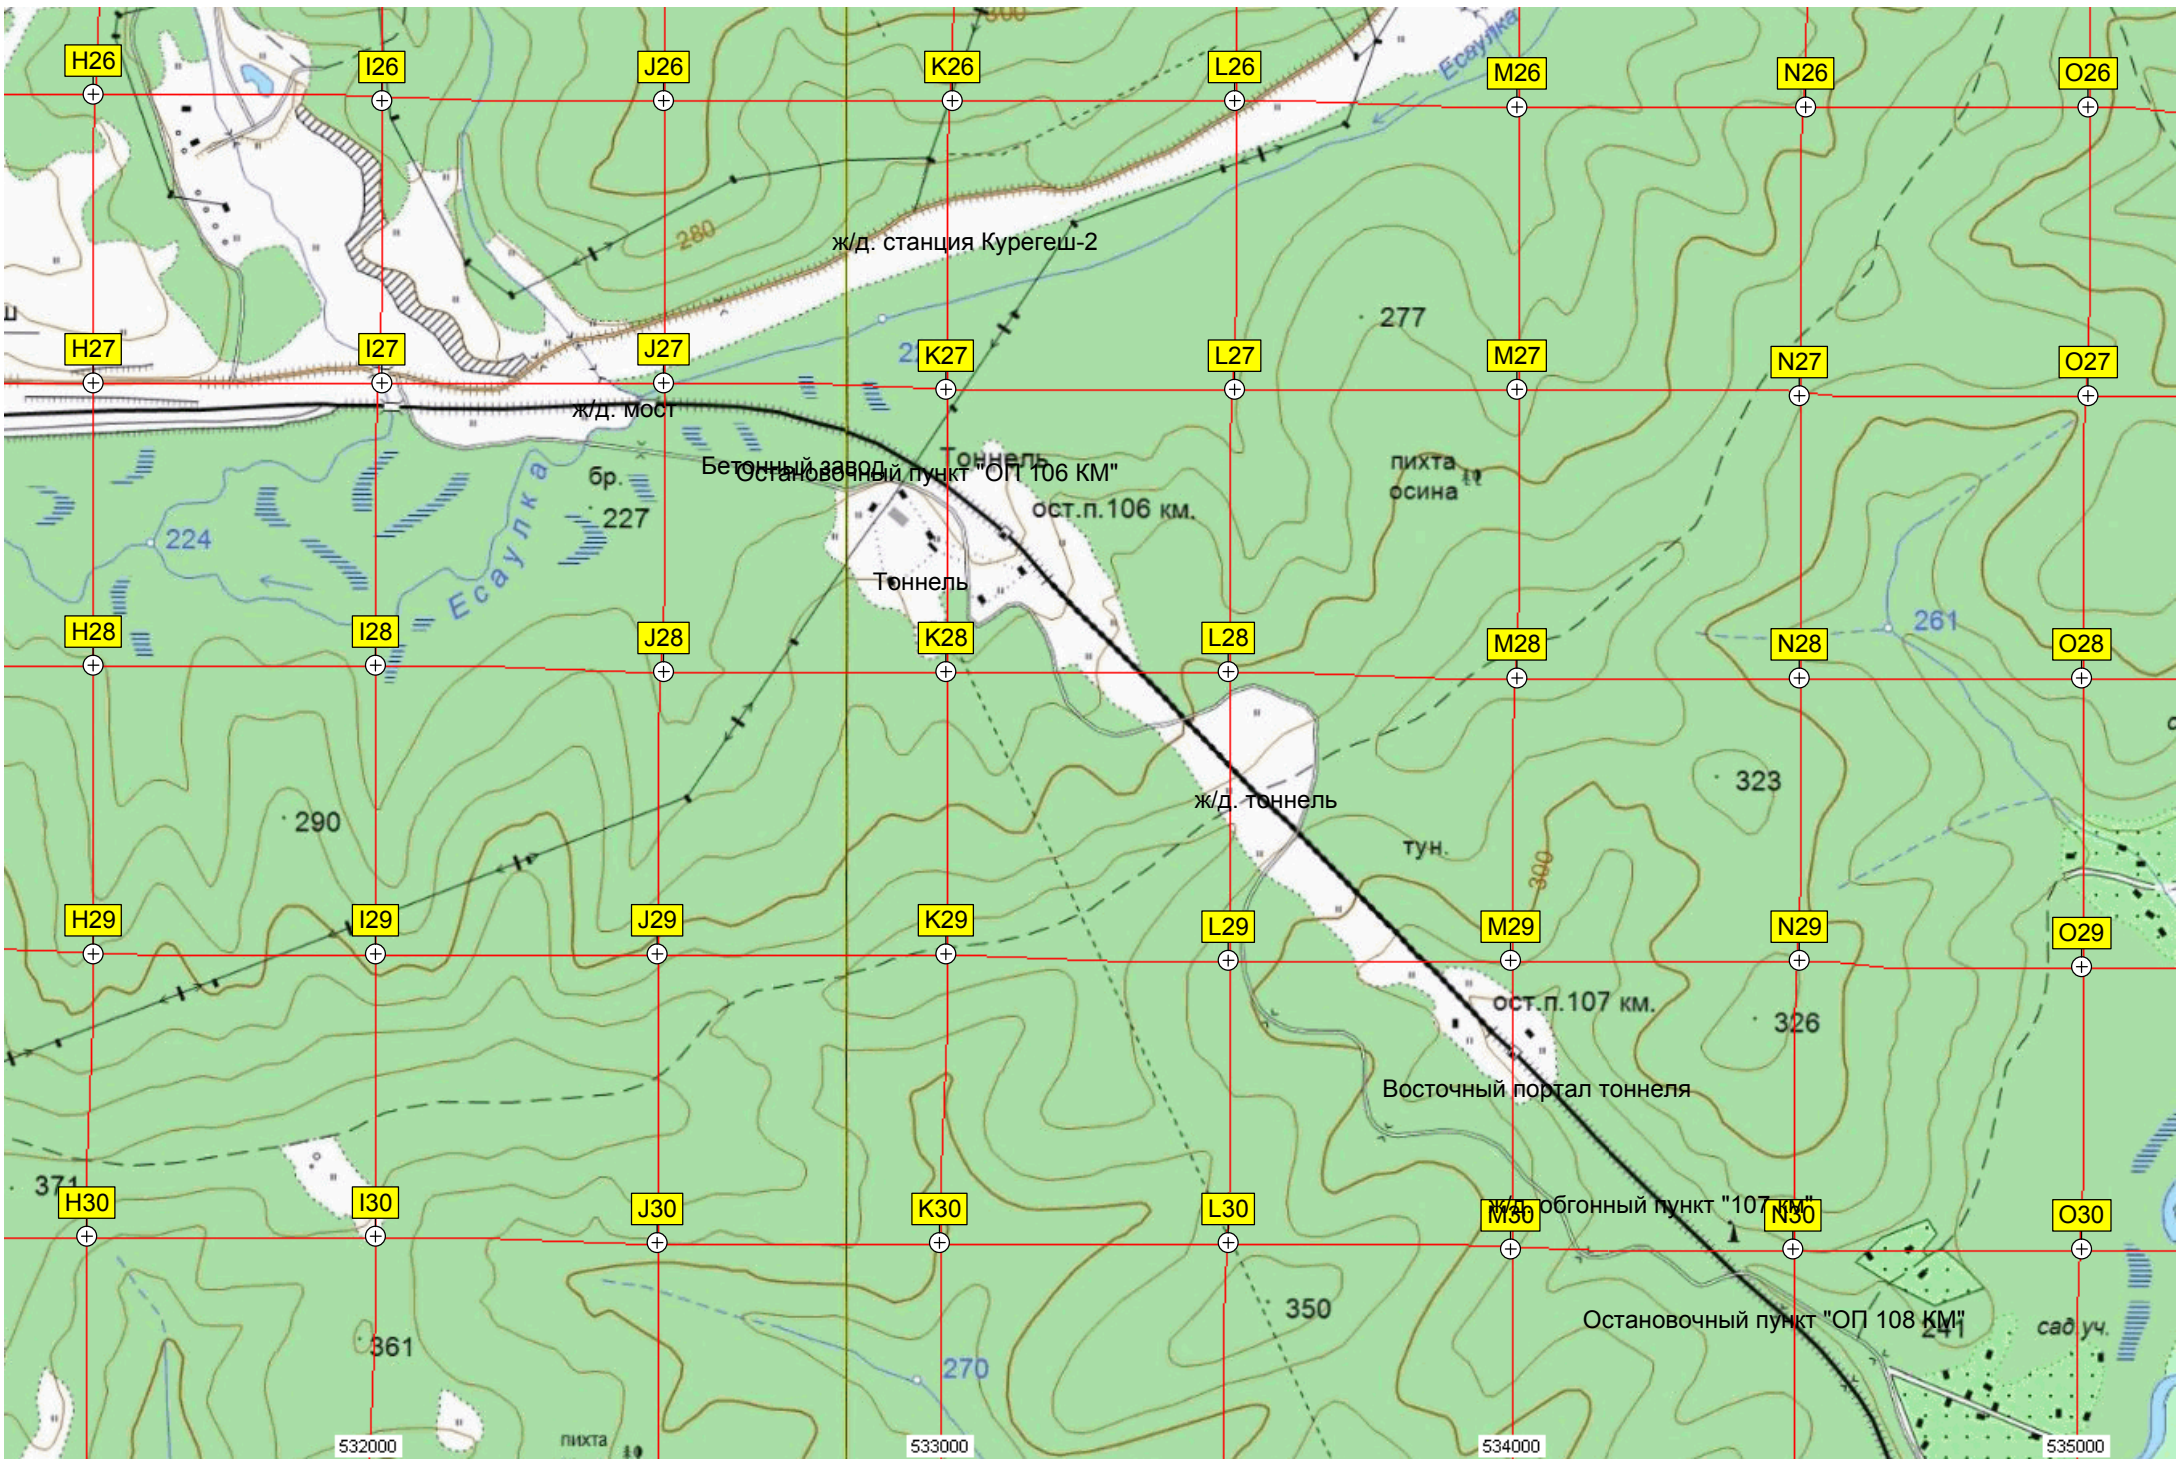 300
Есаулка
H26
I26
J26
K26
L26
M26
N26
O26
280
ж/д. станция Курегеш-2
277
H27
I27
J27
K27
L27
M27
N27
O27
ж/д. мост
Тоннель
Бетонный завод
Остановочный пункт "ОП 106 КМ"
пихта
осина
бр.
227
ост.п.106 км.
224
Есаулка
Тоннель
261
H28
I28
J28
K28
L28
M28
N28
O28
323
290
ж/д. тоннель
тун.
300
H29
I29
J29
K29
L29
M29
N29
O29
ост.п.107 км.
326
Восточный портал тоннеля
371
H30
I30
J30
K30
L30
M30
N30
O30
ж/д. обгонный пункт "107 км"
350
Остановочный пункт "ОП 108 КМ"
241
сад.уч.
361
270
пихта
532000
533000
534000
535000